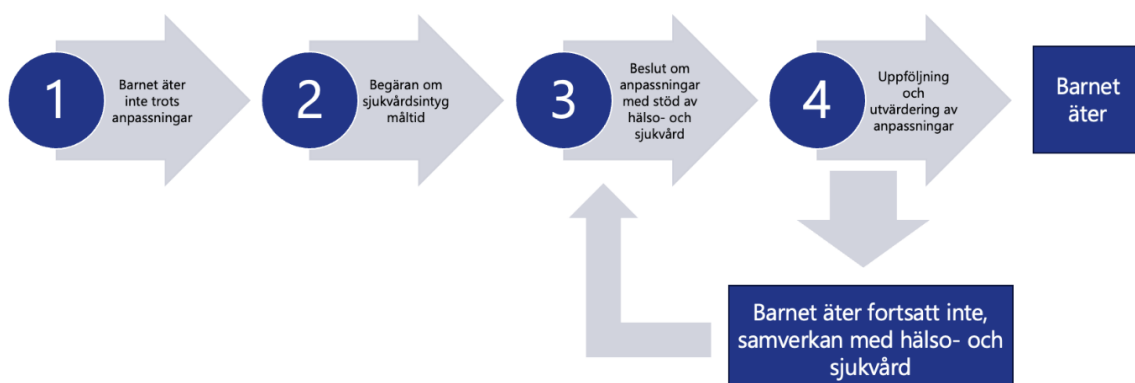 1
Barnet äter
inte trots
anpassningar
2
Begäran om
sjukvårdsintyg
måltid
3
Beslut om
anpassningar
med stöd av
hälso- och
sjukvård
4
Uppföljning
och
utvärdering av
anpassningar
Barnet
äter
Barnet äter fortsatt inte,
samverkan med hälso- och
sjukvård